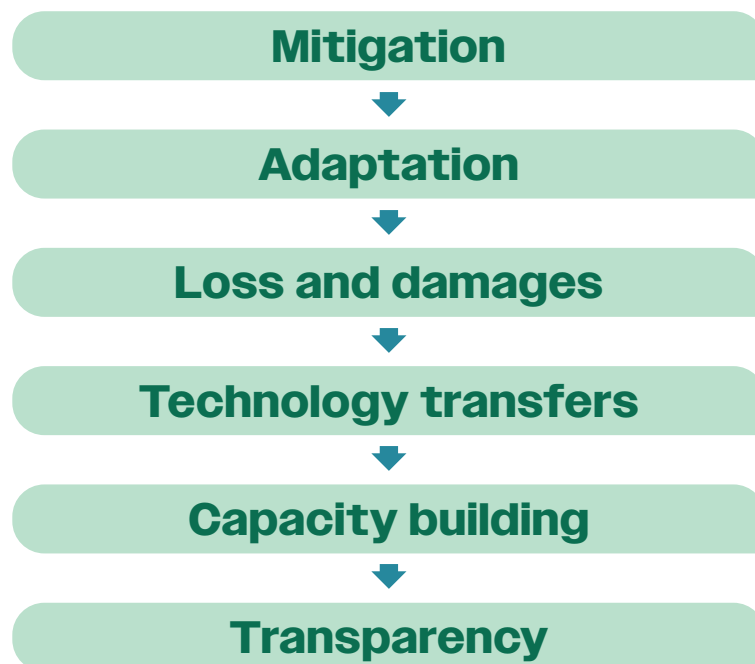 Mitigation
Adaptation
Loss and damages
Technology transfers
Capacity building
Transparency